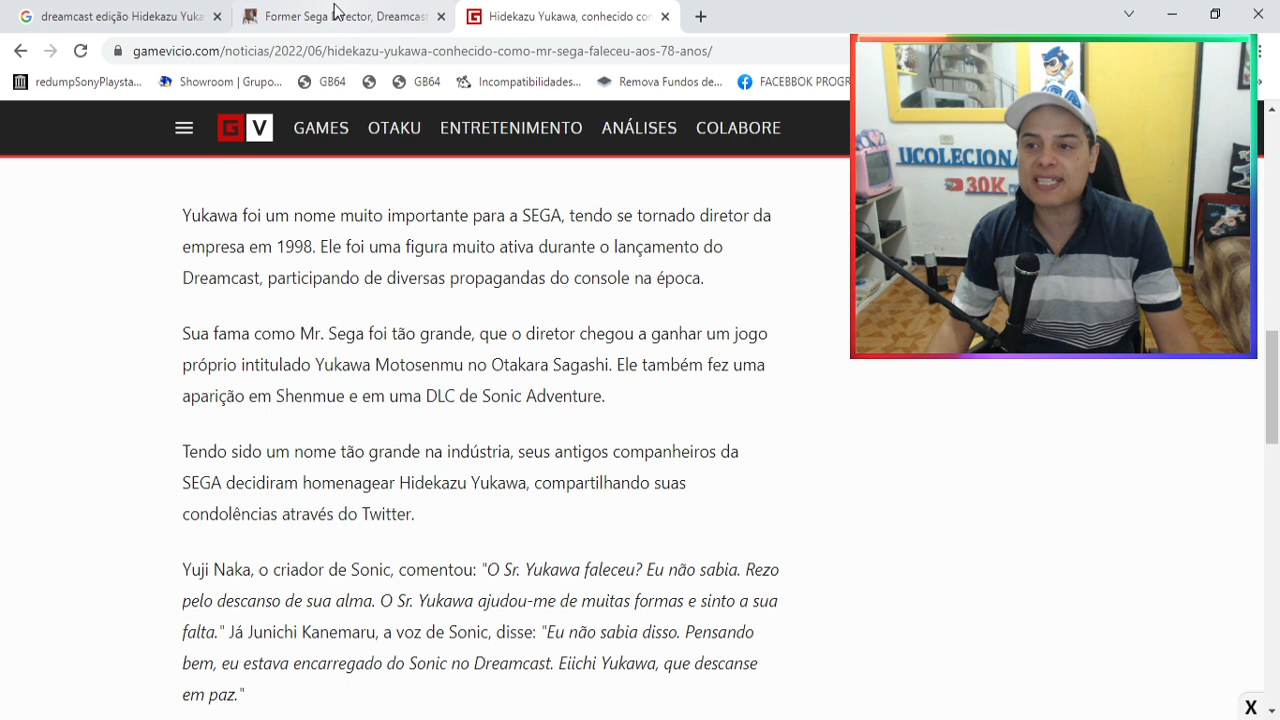 dreamcast edição Hidekazu Yuka
Former Sega Director, Dreamcast
Hidekazu Yukawa, conhecido con
gamevicio.com/noticias/2022/06/hidekazu-yukawa-conhecido-como-mr-sega-faleceu-aos-78-anos/
redumpSonyPlaysta...
Showroom | Grupo...
GB64
GB64
Incompatibilidades...
Remova Fundos de...
FACEBBOK PROGR
G V
GAMES OTAKU ENTRETENIMENTO ANÁLISES COLABORE
UCOLECIONA
30K
Yukawa foi um nome muito importante para a SEGA, tendo se tornado diretor da
empresa em 1998. Ele foi uma figura muito ativa durante o lançamento do
Dreamcast, participando de diversas propagandas do console na época.
Sua fama como Mr. Sega foi tão grande, que o diretor chegou a ganhar um jogo
próprio intitulado Yukawa Motosenmu no Otakara Sagashi. Ele também fez uma
aparição em Shenmue e em uma DLC de Sonic Adventure.
Tendo sido um nome tão grande na indústria, seus antigos companheiros da
SEGA decidiram homenagear Hidekazu Yukawa, compartilhando suas
condolências através do Twitter.
Yuji Naka, o criador de Sonic, comentou: "O Sr. Yukawa faleceu? Eu não sabia. Rezo
pelo descanso de sua alma. O Sr. Yukawa ajudou-me de muitas formas e sinto a sua
falta." Já Junichi Kanemaru, a voz de Sonic, disse: "Eu não sabia disso. Pensando
bem, eu estava encarregado do Sonic no Dreamcast. Eiichi Yukawa, que descanse
em paz."
X